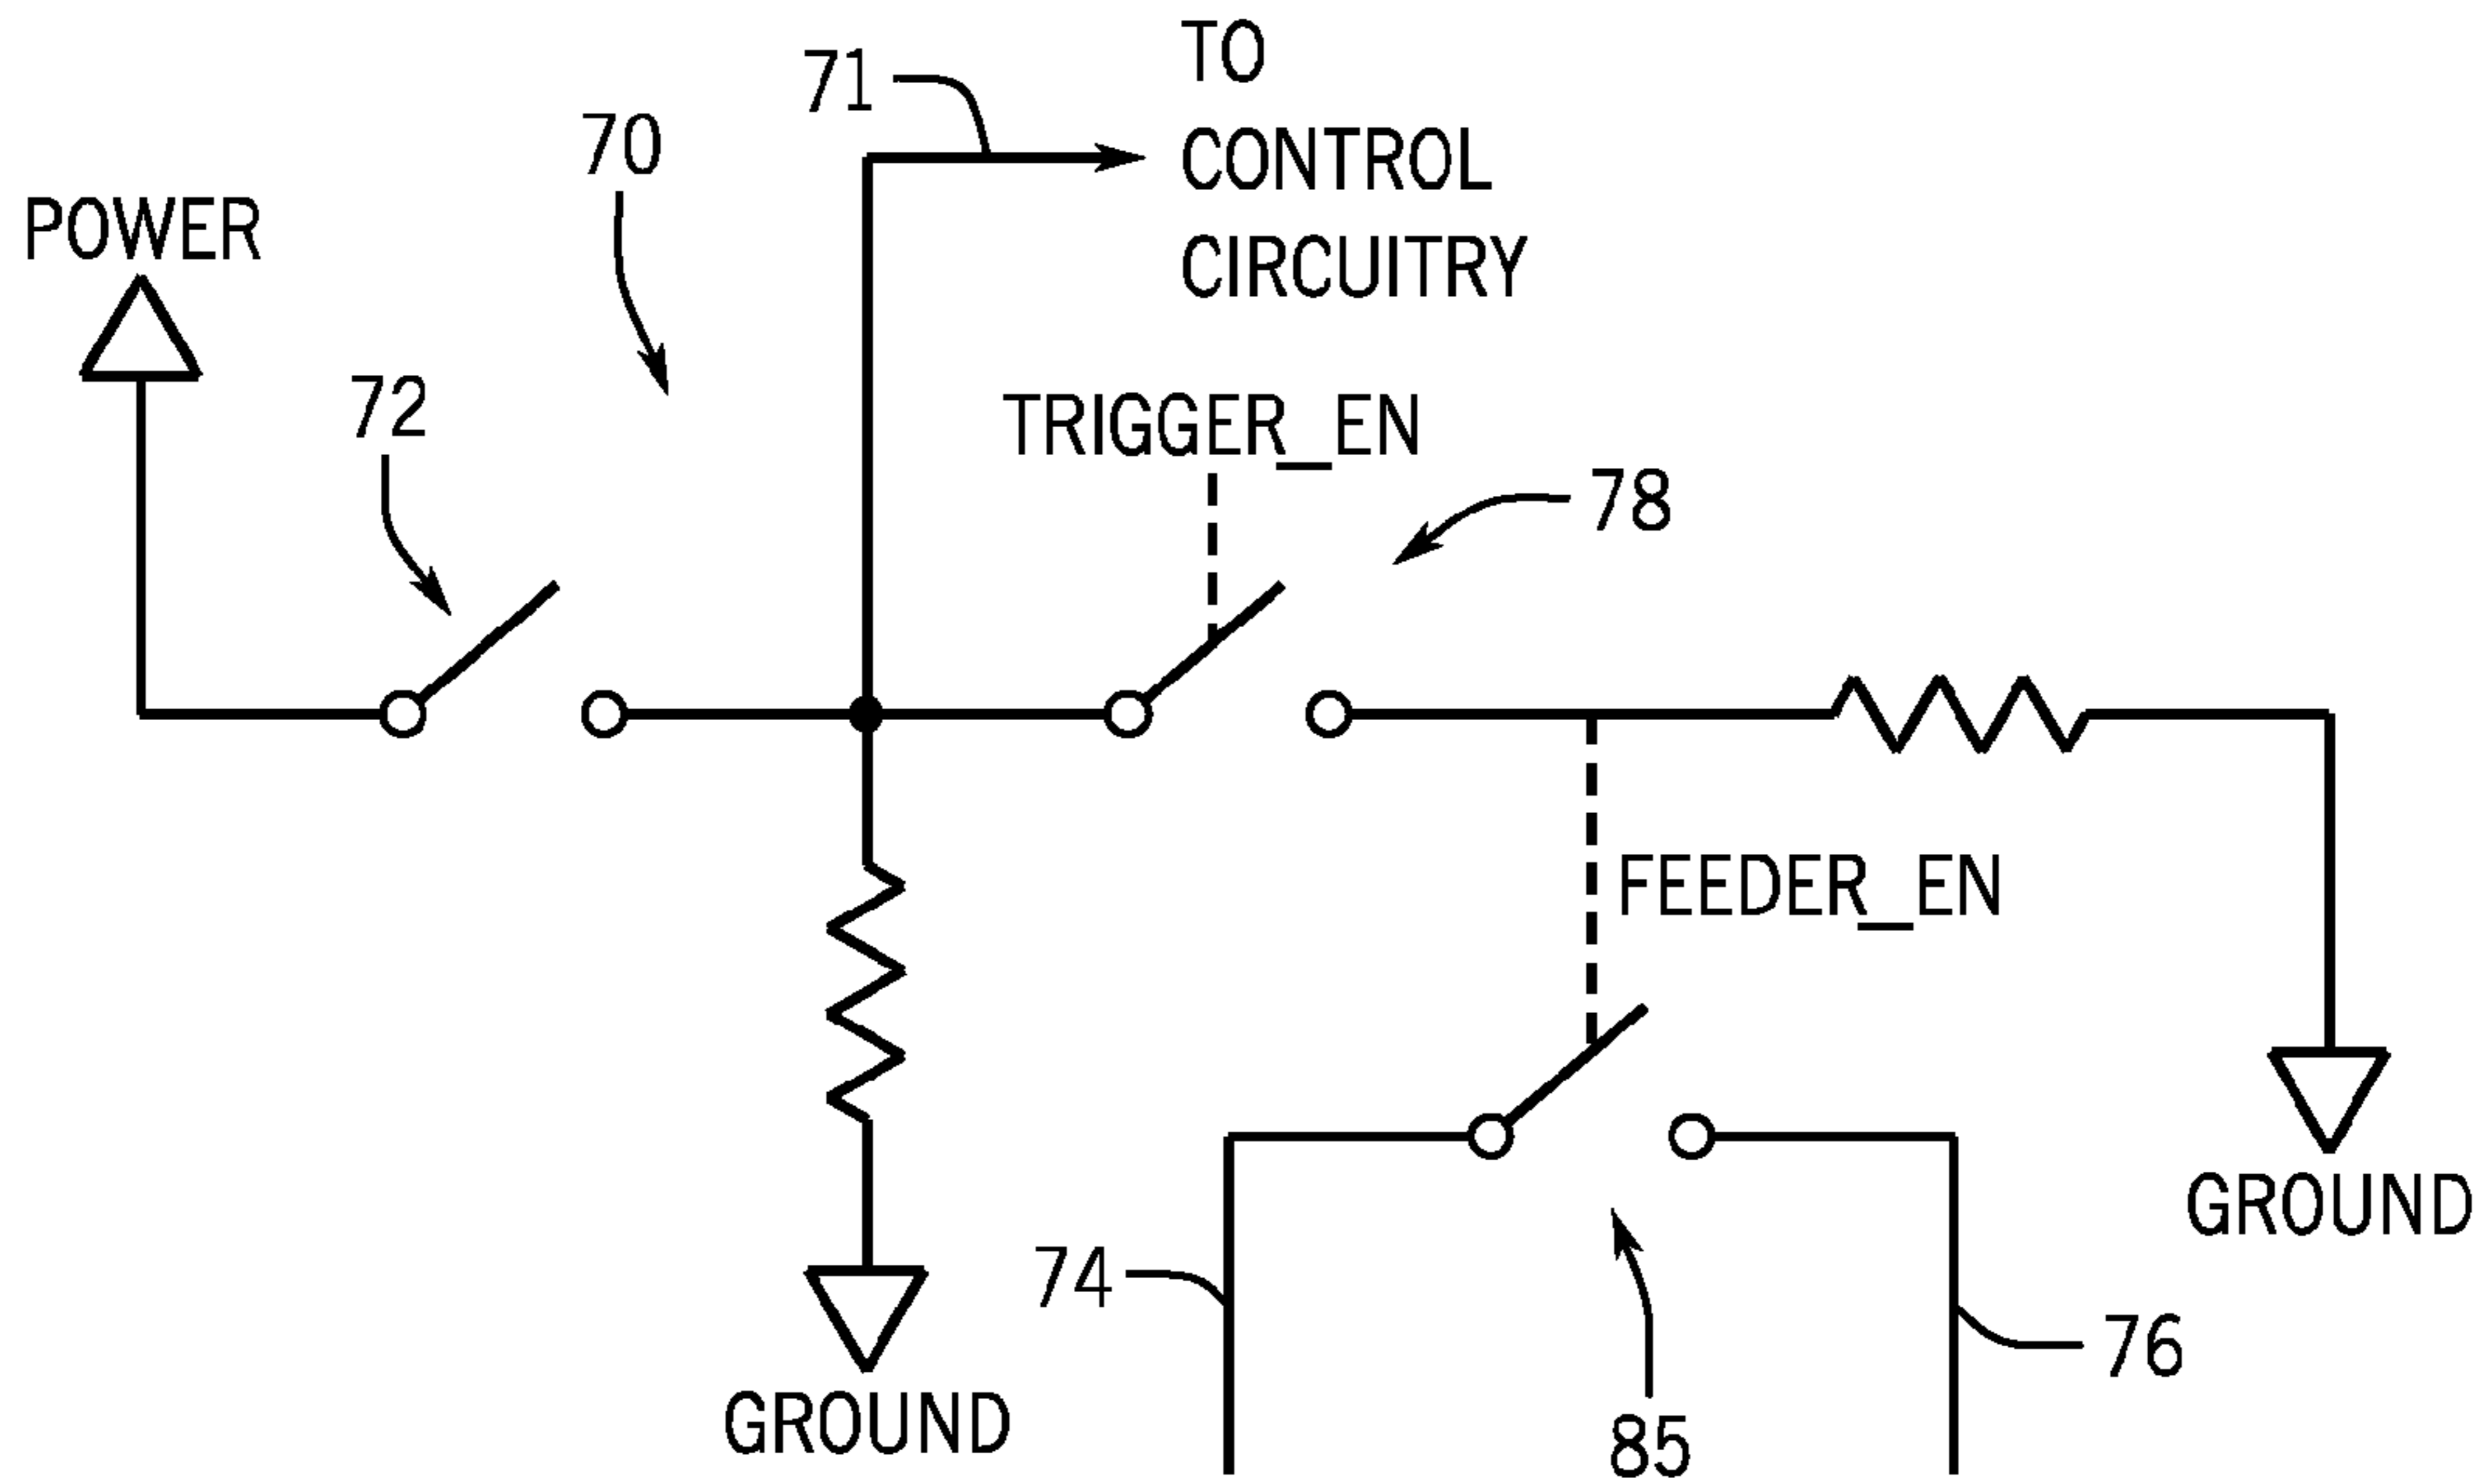 TO
CONTROL
CIRCUITRY
71
70
POWER
72
TRIGGER_EN
78
FEEDER_EN
GROUND
74
76
GROUND
85